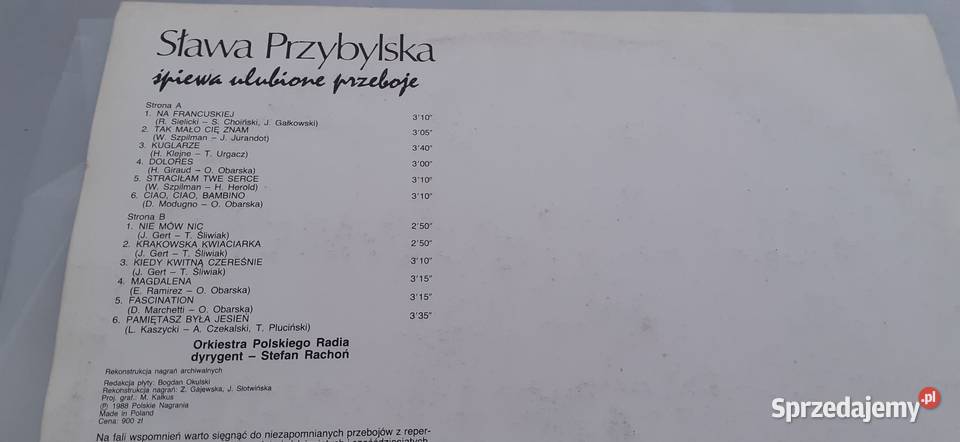 Sława Przybylska
śpiewa ulubione przeboje
Strona A
1. NA FRANCUSKIEJ 3'10"
(R. Sielicki – S. Choiński, J. Gałkowski)
2. TAK MAŁO CIĘ ZNAM 3'05"
(W. Szpilman – J. Jurandot)
3. KUGLARZE 3'40"
(H. Klejne – T. Urgacz)
4. DOLORES 3'00"
(H. Giraud – O. Obarska)
5. STRACIŁAM TWE SERCE 3'10"
(W. Szpilman – H. Herold)
6. CIAO, CIAO, BAMBINO 3'10"
(D. Modugno – O. Obarska)
Strona B
1. NIE MÓW NIC 2'50"
(J. Gert – T. Śliwiak)
2. KRAKOWSKA KWIACIARKA 2'50"
(J. Gert – T. Śliwiak)
3. KIEDY KWITNĄ CZEREŚNIE 3'10"
(J. Gert – T. Śliwiak)
4. MAGDALENA 3'15"
(E. Ramirez – O. Obarska)
5. FASCINATION 3'15"
(D. Marchetti – O. Obarska)
6. PAMIĘTASZ BYŁA JESIEŃ 3'35"
(L. Kaszycki – A. Czekalski, T. Pluciński)
Orkiestra Polskiego Radia
dyrygent – Stefan Rachoń
Rekonstrukcja nagrań archiwalnych
Redakcja płyty: Bogdan Okulski
Rekonstrukcja nagrań: Z. Gajewska, J. Słotwińska
Proj. graf.: M. Kalkus
Ⓟ 1988 Polskie Nagrania
Made in Poland
Cena: 900 zł
Na fali wspomnień warto sięgnąć do niezapomnianych przebojów z reper-
Sprzedajemy.pl